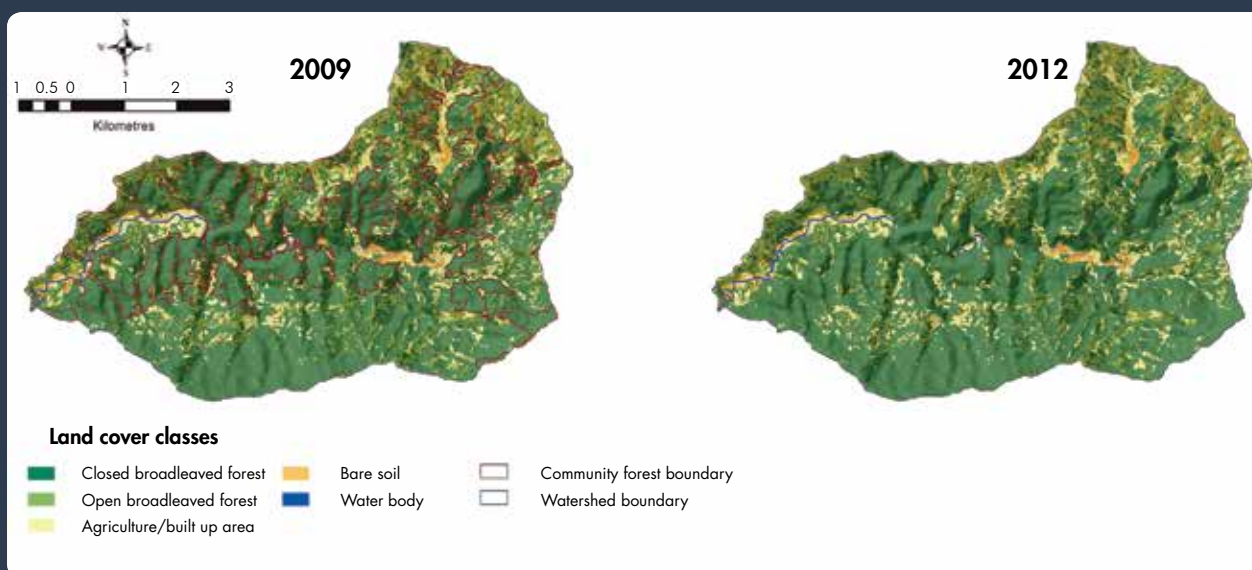 N
W E
S
2009
2012
1 0.5 0 1 2 3
Kilometres
Land cover classes
Closed broadleaved forest
Open broadleaved forest
Agriculture/built up area
Bare soil
Water body
Community forest boundary
Watershed boundary